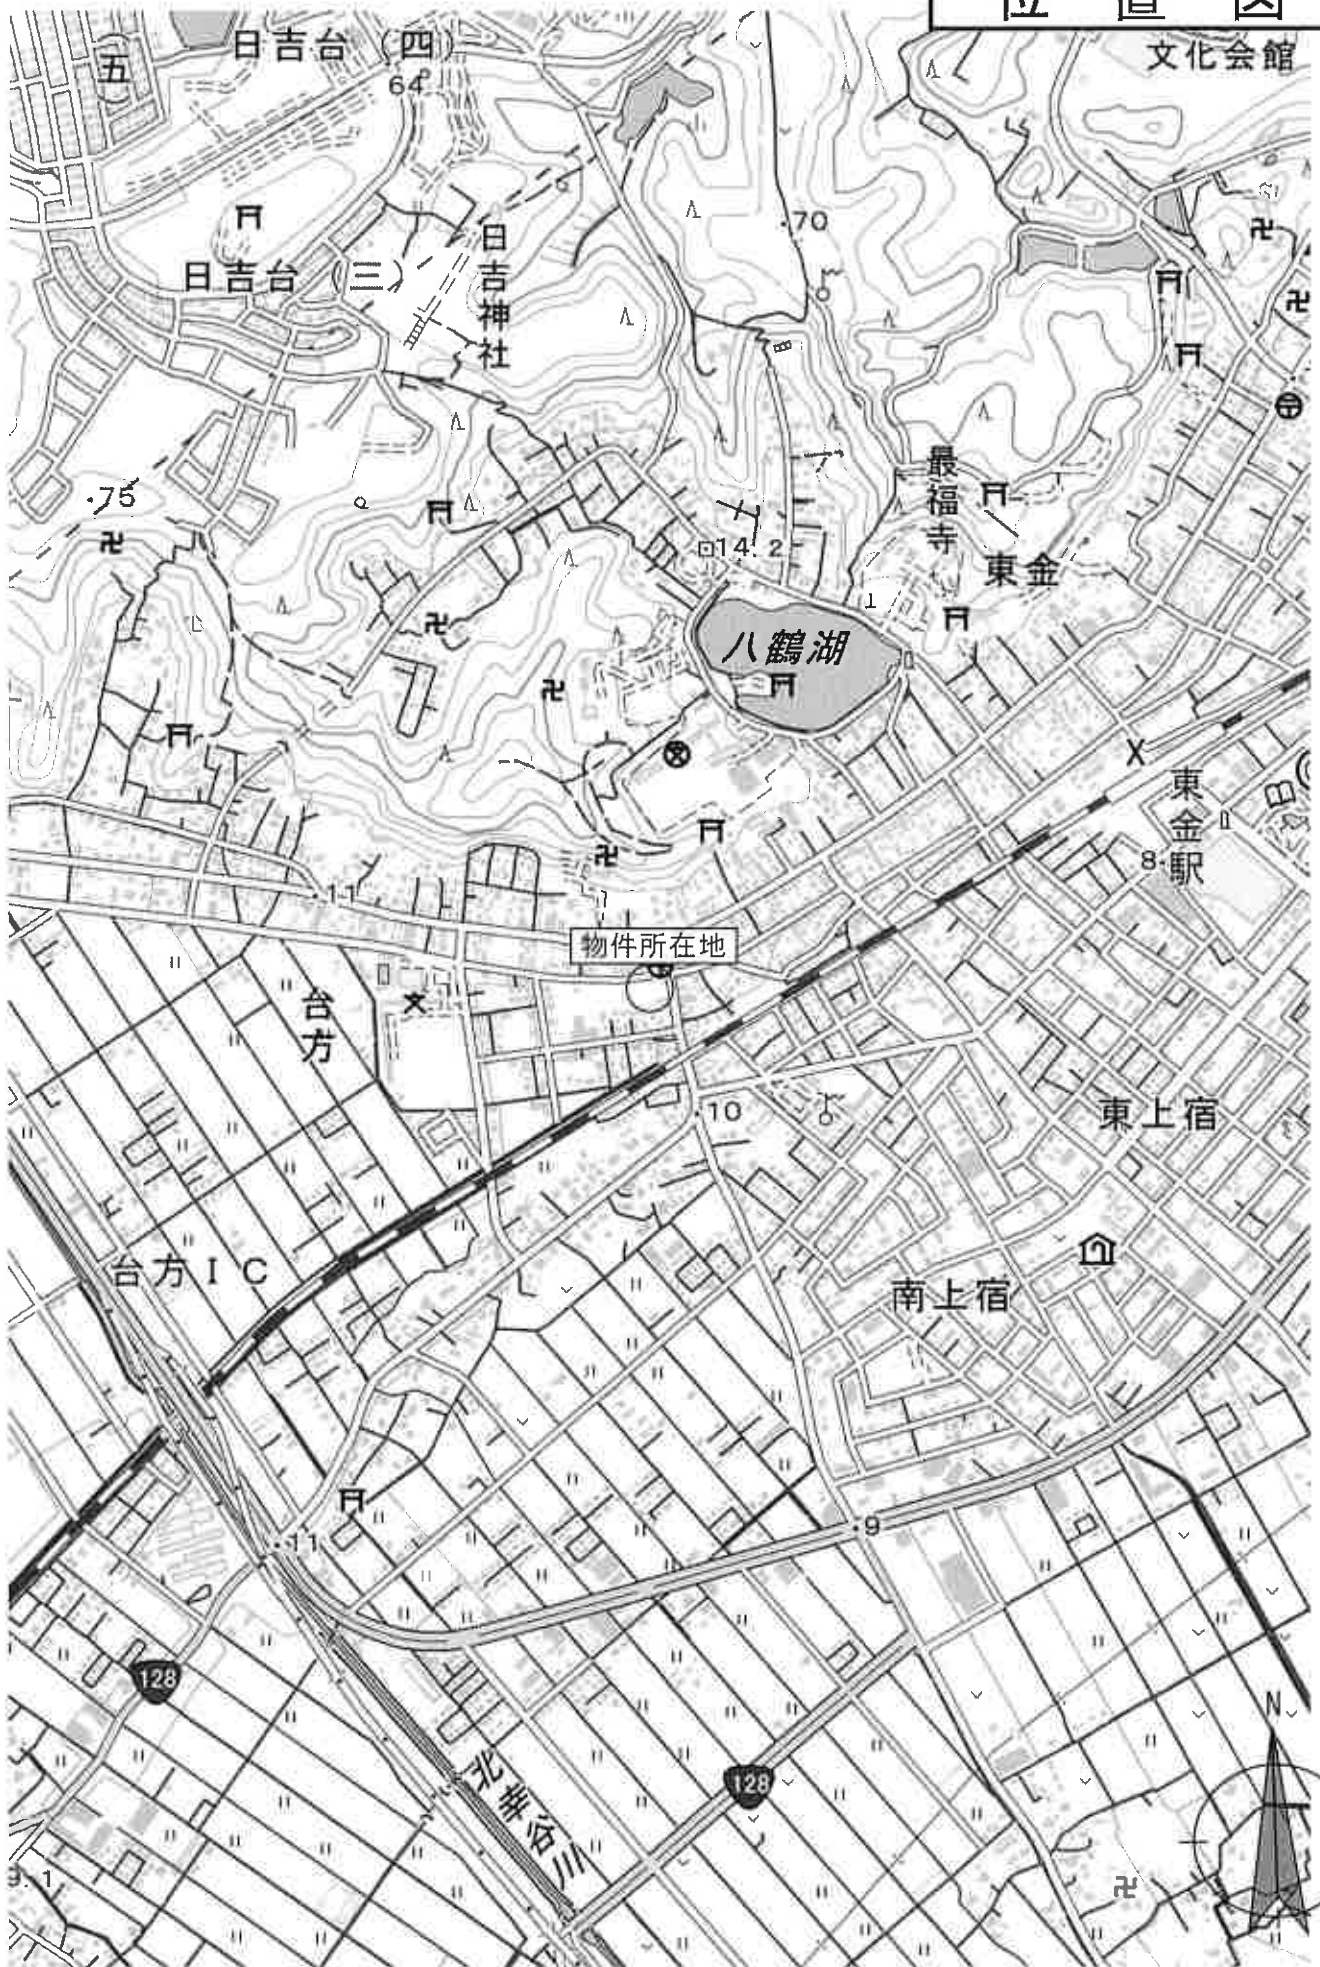 位置図
文化会館
日吉台(四)
(五)
64
日吉台(三)
日吉神社
70
75
最福寺
東金
14.2
八鶴湖
東金駅
8
11
物件所在地
台方
10
東上宿
台方IC
南上宿
9
11
128
128
北幸谷川
9.1
N